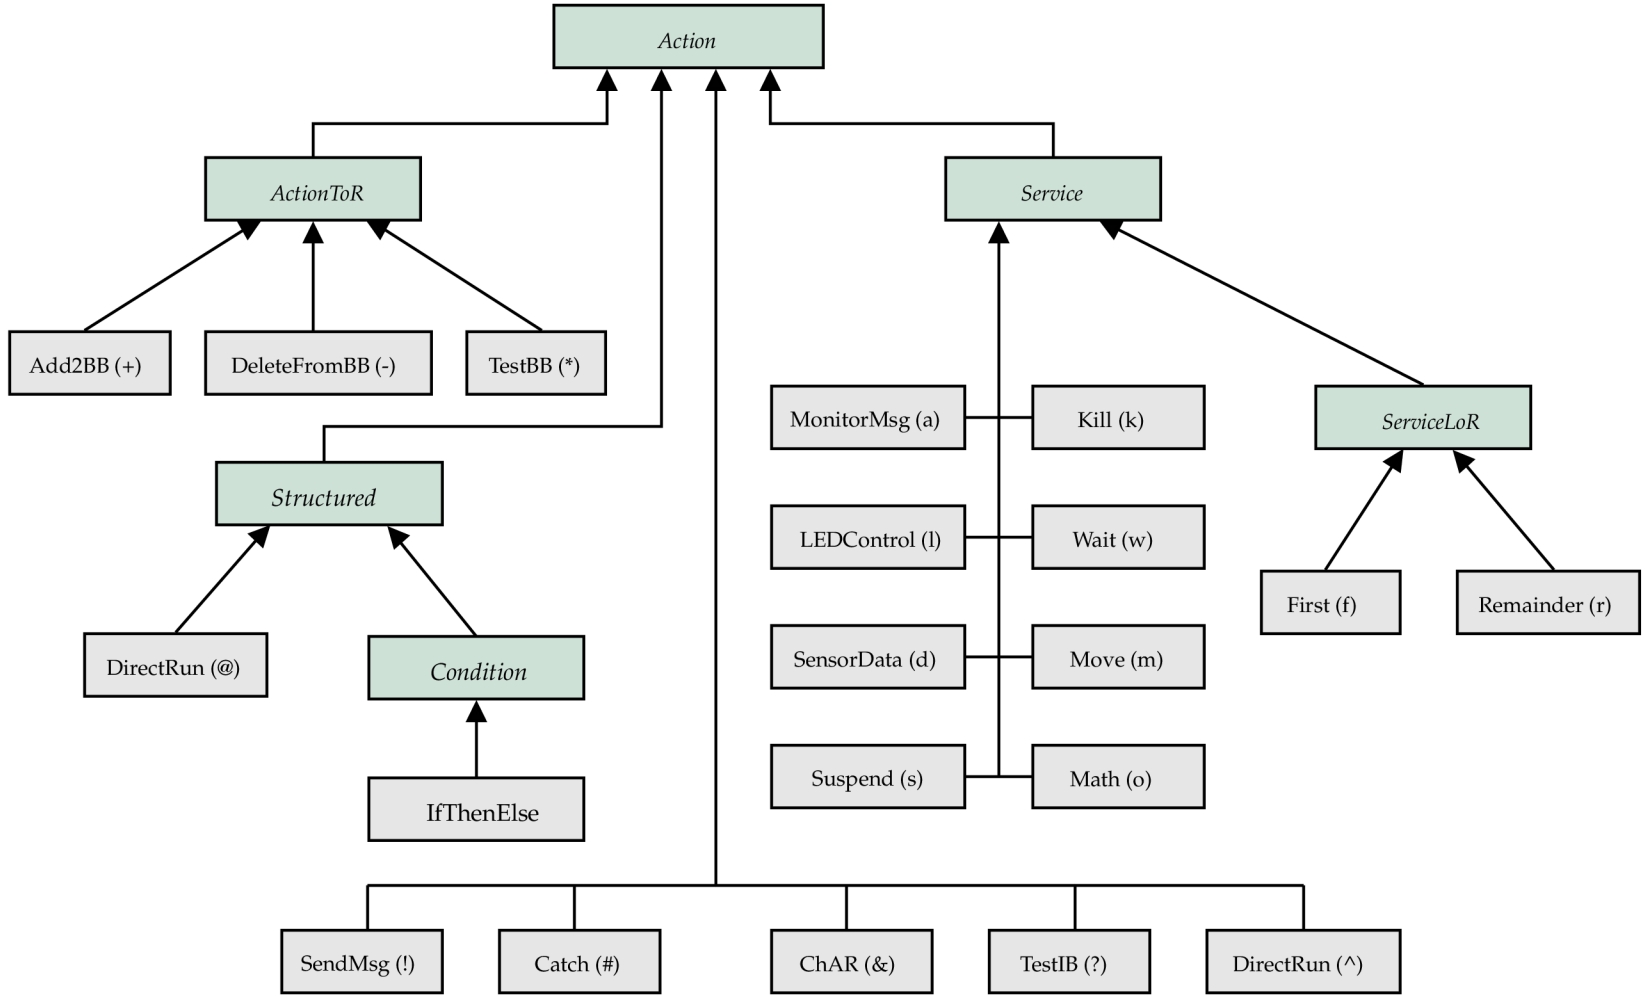 Action
ActionToR
Service
Add2BB (+)
DeleteFromBB (-)
TestBB (*)
MonitorMsg (a)
Kill (k)
ServiceLoR
Structured
LEDControl (l)
Wait (w)
First (f)
Remainder (r)
DirectRun (@)
Condition
SensorData (d)
Move (m)
Suspend (s)
Math (o)
IfThenElse
SendMsg (!)
Catch (#)
ChAR (&)
TestIB (?)
DirectRun (^)